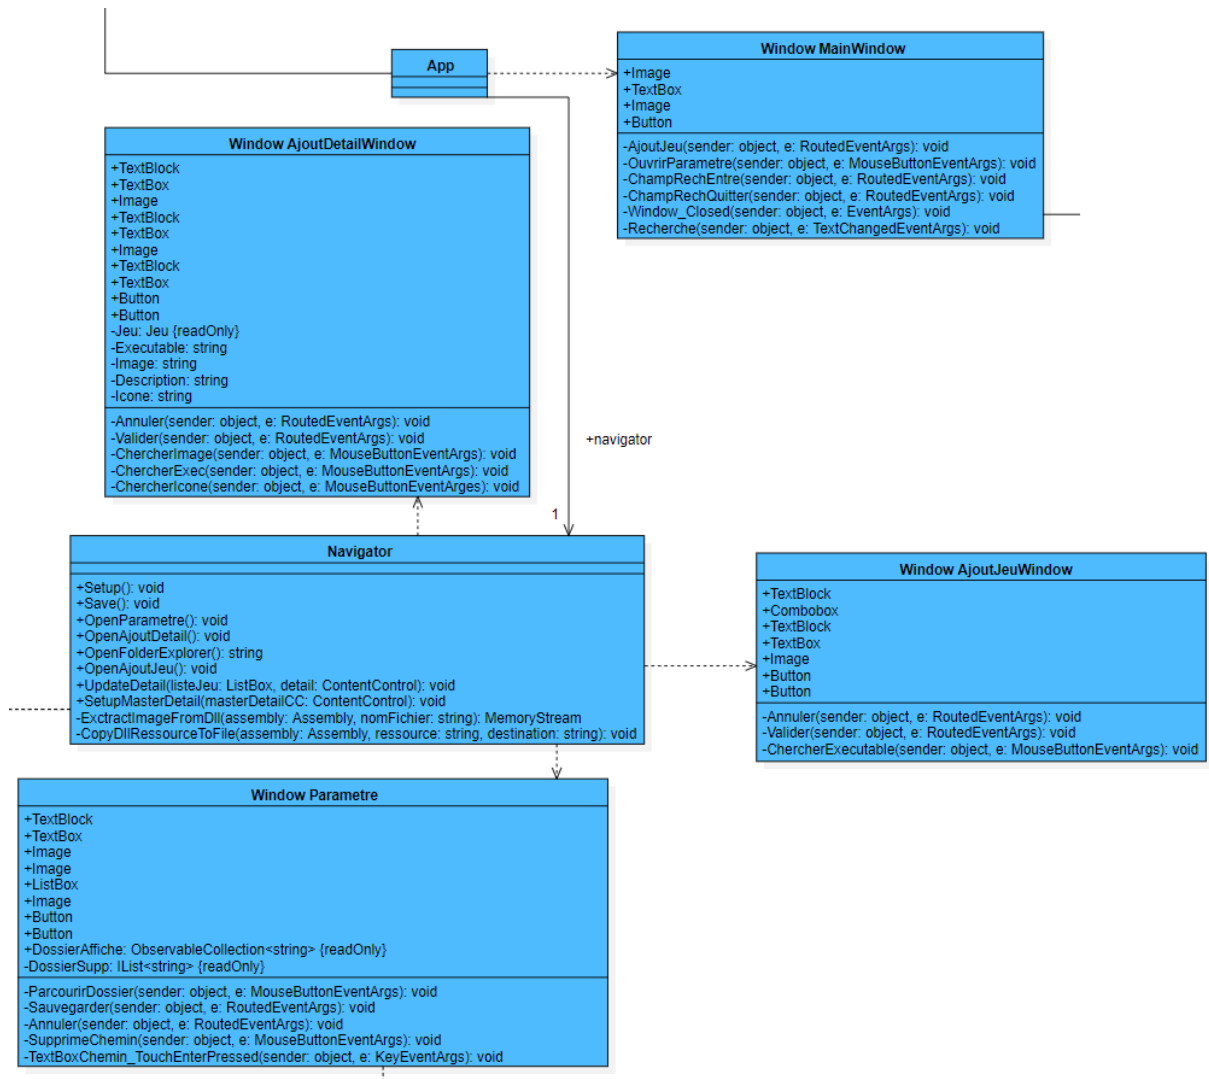 App
Window MainWindow
+Image
+TextBox
+Image
+Button
-AjoutJeu(sender: object, e: RoutedEventArgs): void
-OuvrirParametre(sender: object, e: MouseButtonEventArgs): void
-ChampRechEntre(sender: object, e: RoutedEventArgs): void
-ChampRechQuitter(sender: object, e: RoutedEventArgs): void
-Window_Closed(sender: object, e: EventArgs): void
-Recherche(sender: object, e: TextChangedEventArgs): void
Window AjoutDetailWindow
+TextBlock
+TextBox
+Image
+TextBlock
+TextBox
+Image
+TextBlock
+TextBox
+Button
+Button
-Jeu: Jeu {readOnly}
-Executable: string
-Image: string
-Description: string
-Icone: string
-Annuler(sender: object, e: RoutedEventArgs): void
-Valider(sender: object, e: RoutedEventArgs): void
-ChercherImage(sender: object, e: MouseButtonEventArgs): void
-ChercherExec(sender: object, e: MouseButtonEventArgs): void
-ChercherIcone(sender: object, e: MouseButtonEventArges): void
+navigator
1
Navigator
+Setup(): void
+Save(): void
+OpenParametre(): void
+OpenAjoutDetail(): void
+OpenFolderExplorer(): string
+OpenAjoutJeu(): void
+UpdateDetail(listeJeu: ListBox, detail: ContentControl): void
+SetupMasterDetail(masterDetailCC: ContentControl): void
-ExctractImageFromDll(assembly: Assembly, nomFichier: string): MemoryStream
-CopyDllRessourceToFile(assembly: Assembly, ressource: string, destination: string): void
Window AjoutJeuWindow
+TextBlock
+Combobox
+TextBlock
+TextBox
+Image
+Button
+Button
-Annuler(sender: object, e: RoutedEventArgs): void
-Valider(sender: object, e: RoutedEventArgs): void
-ChercherExecutable(sender: object, e: MouseButtonEventArgs): void
Window Parametre
+TextBlock
+TextBox
+Image
+Image
+ListBox
+Image
+Button
+Button
+DossierAffiche: ObservableCollection<string> {readOnly}
-DossierSupp: IList<string> {readOnly}
-ParcourirDossier(sender: object, e: MouseButtonEventArgs): void
-Sauvegarder(sender: object, e: RoutedEventArgs): void
-Annuler(sender: object, e: RoutedEventArgs): void
-SupprimeChemin(sender: object, e: MouseButtonEventArgs): void
-TextBoxChemin_TouchEnterPressed(sender: object, e: KeyEventArgs): void